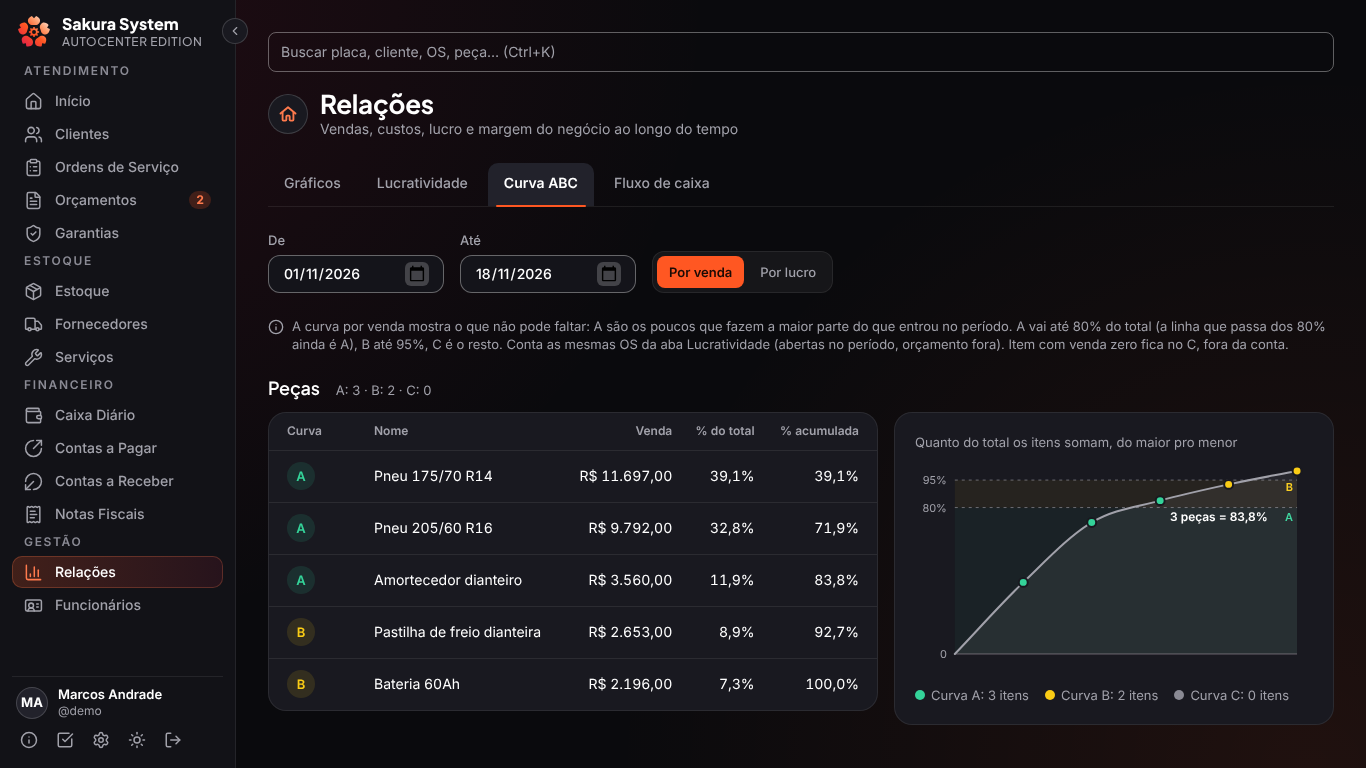 Sakura System
AUTOCENTER EDITION
ATENDIMENTO
Início
Clientes
Ordens de Serviço
Orçamentos 2
Garantias
ESTOQUE
Estoque
Fornecedores
Serviços
FINANCEIRO
Caixa Diário
Contas a Pagar
Contas a Receber
Notas Fiscais
GESTÃO
Relações
Funcionários
MA
Marcos Andrade
@demo
Buscar placa, cliente, OS, peça... (Ctrl+K)
Relações
Vendas, custos, lucro e margem do negócio ao longo do tempo
Gráficos Lucratividade Curva ABC Fluxo de caixa
De Até
01/11/2026 18/11/2026 Por venda Por lucro
A curva por venda mostra o que não pode faltar: A são os poucos que fazem a maior parte do que entrou no período. A vai até 80% do total (a linha que passa dos 80%
ainda é A), B até 95%, C é o resto. Conta as mesmas OS da aba Lucratividade (abertas no período, orçamento fora). Item com venda zero fica no C, fora da conta.
Peças A: 3 · B: 2 · C: 0
Curva Nome Venda % do total % acumulada
A Pneu 175/70 R14 R$ 11.697,00 39,1% 39,1%
A Pneu 205/60 R16 R$ 9.792,00 32,8% 71,9%
A Amortecedor dianteiro R$ 3.560,00 11,9% 83,8%
B Pastilha de freio dianteira R$ 2.653,00 8,9% 92,7%
B Bateria 60Ah R$ 2.196,00 7,3% 100,0%
Quanto do total os itens somam, do maior pro menor
95%
B
80%
3 peças = 83,8% A
0
Curva A: 3 itens Curva B: 2 itens Curva C: 0 itens